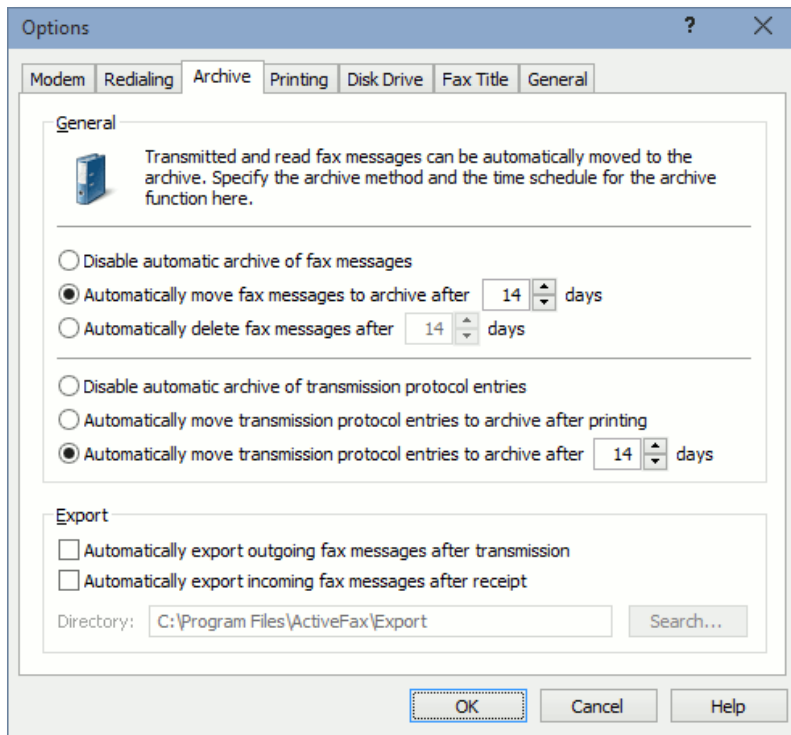 Options ? ×
Modem Redialing Archive Printing Disk Drive Fax Title General
General
Transmitted and read fax messages can be automatically moved to the
archive. Specify the archive method and the time schedule for the archive
function here.
Disable automatic archive of fax messages
Automatically move fax messages to archive after 14 days
Automatically delete fax messages after 14 days
Disable automatic archive of transmission protocol entries
Automatically move transmission protocol entries to archive after printing
Automatically move transmission protocol entries to archive after 14 days
Export
Automatically export outgoing fax messages after transmission
Automatically export incoming fax messages after receipt
Directory: C:\Program Files\ActiveFax\Export Search...
OK Cancel Help